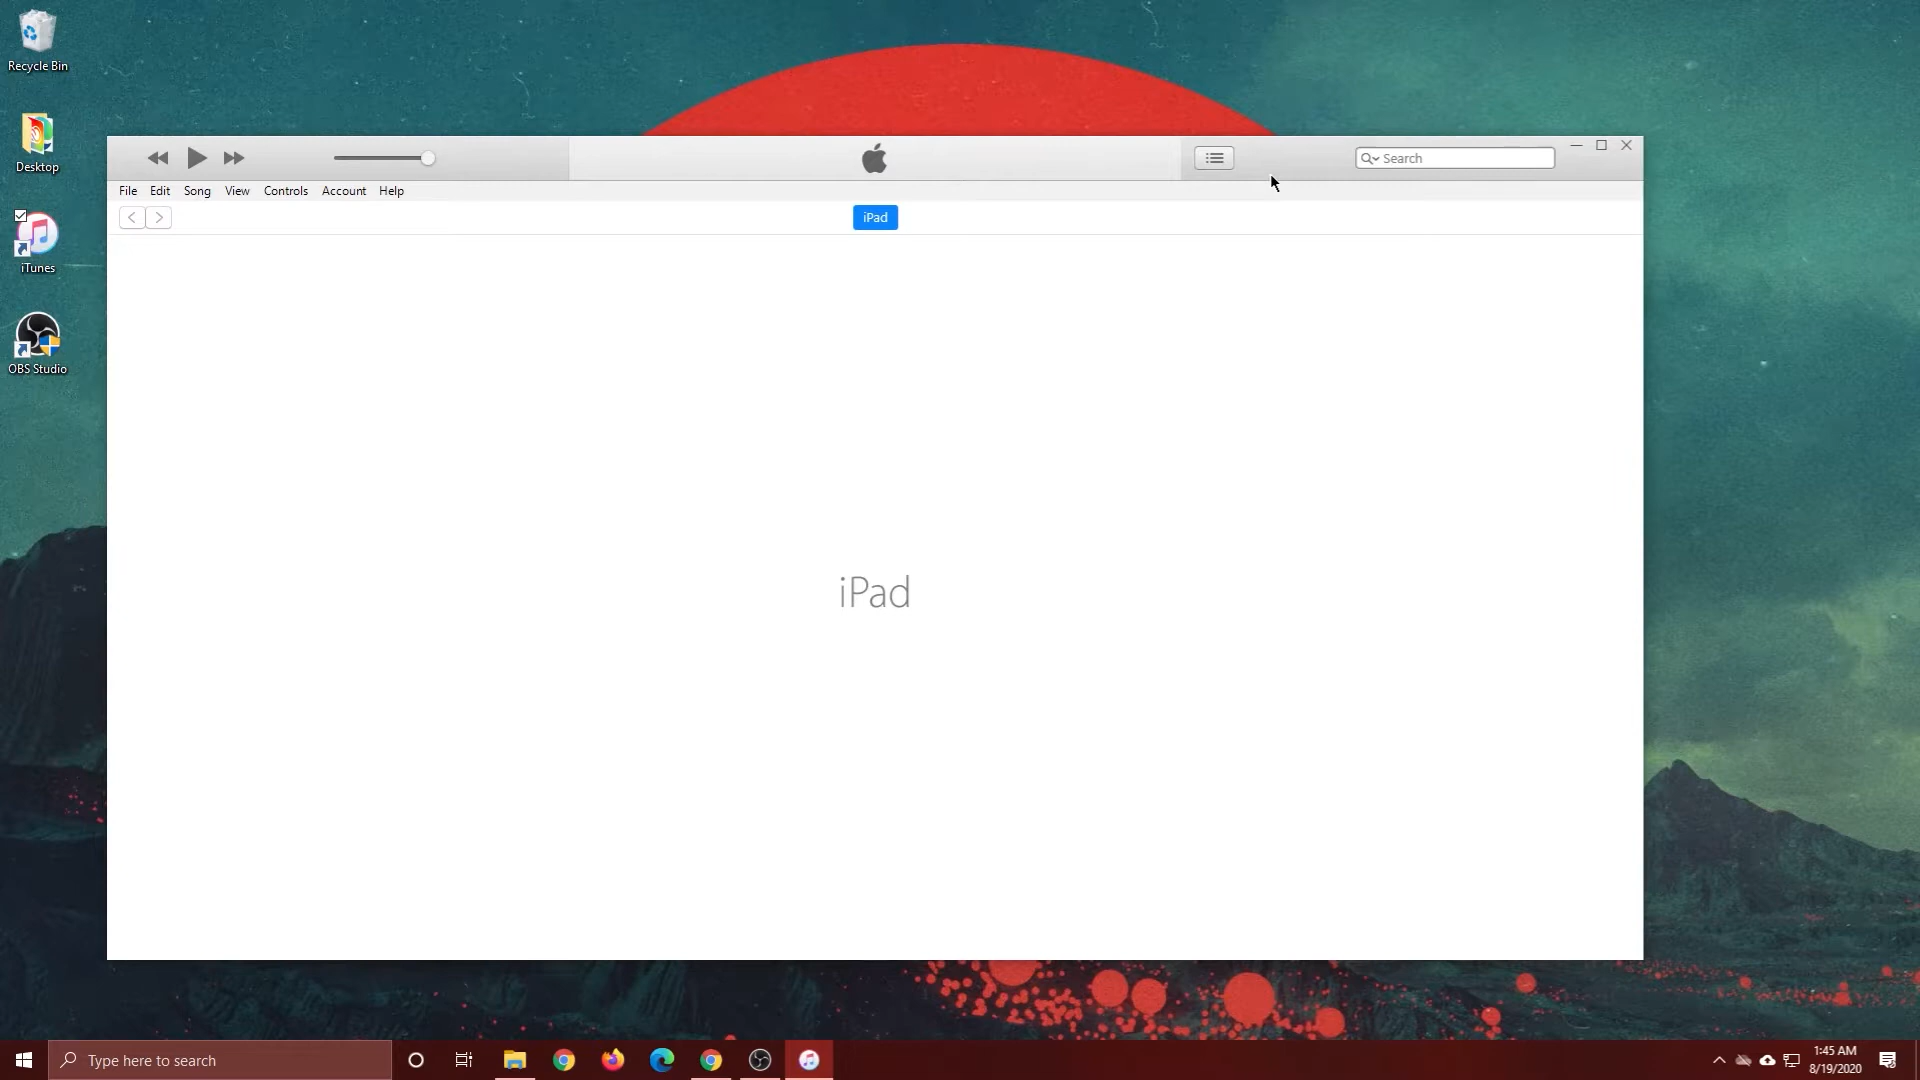 Recycle Bin
Desktop
iTunes
OBS Studio
Search
File Edit Song View Controls Account Help
iPad
iPad
Type here to search
1:45 AM
8/19/2020